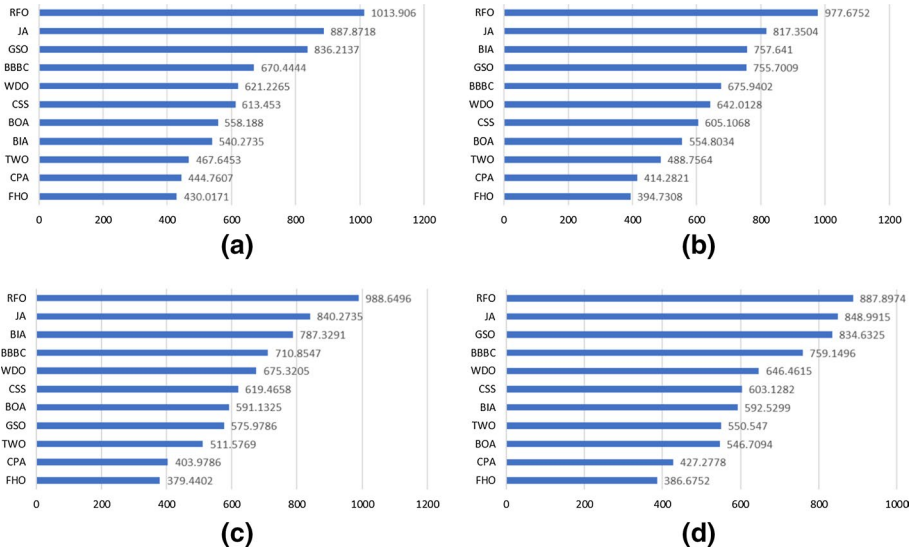 RFO 1013.906
JA 887.8718
GSO 836.2137
BBBC 670.4444
WDO 621.2265
CSS 613.453
BOA 558.188
BIA 540.2735
TWO 467.6453
CPA 444.7607
FHO 430.0171
0 200 400 600 800 1000 1200
(a)
RFO 977.6752
JA 817.3504
BIA 757.641
GSO 755.7009
BBBC 675.9402
WDO 642.0128
CSS 605.1068
BOA 554.8034
TWO 488.7564
CPA 414.2821
FHO 394.7308
0 200 400 600 800 1000 1200
(b)
RFO 988.6496
JA 840.2735
BIA 787.3291
BBBC 710.8547
WDO 675.3205
CSS 619.4658
BOA 591.1325
GSO 575.9786
TWO 511.5769
CPA 403.9786
FHO 379.4402
0 200 400 600 800 1000 1200
(c)
RFO 887.8974
JA 848.9915
GSO 834.6325
BBBC 759.1496
WDO 646.4615
CSS 603.1282
BIA 592.5299
TWO 550.547
BOA 546.7094
CPA 427.2778
FHO 386.6752
0 200 400 600 800 1000
(d)